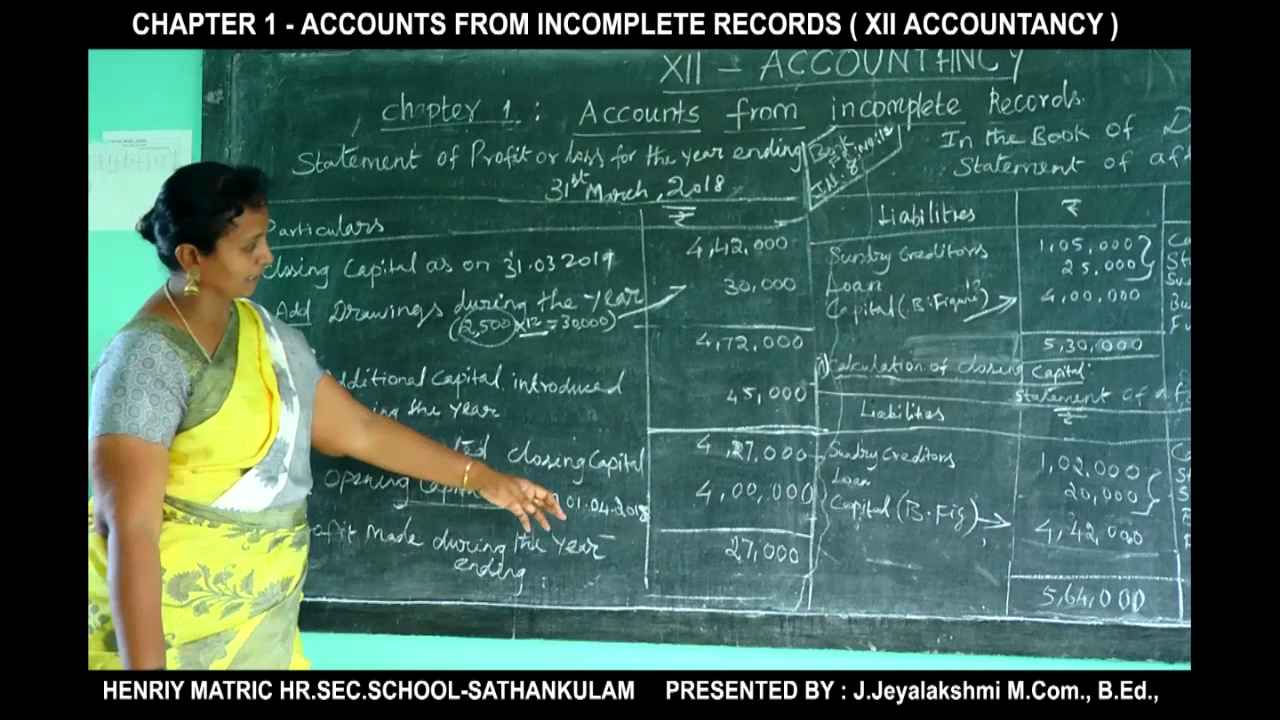 CHAPTER 1 - ACCOUNTS FROM INCOMPLETE RECORDS ( XII ACCOUNTANCY )
XII - ACCOUNTANCY
chapter 1 : Accounts from incomplete Records.
Statement of Profit or loss for the year ending
31st March, 2018
Particulars ₹
Closing Capital as on 31.03.2019 4,42,000
Add Drawings during the Year 30,000
(2,500 × 12 = 30,000)
4,72,000
Additional Capital introduced 45,000
the year
closing Capital 4,27,000
Opening Capital 01.04.2018 4,00,000
Made during the Year 27,000
ending
Book
In the Book of
Statement of
Liabilities ₹
Sundry Creditors 1,05,000
Loan 25,000
Capital (B.Figure) 4,00,000
5,30,000
Calculation of closing Capital:
Statement of
Liabilities ₹
Sundry Creditors 1,02,000
Loan 20,000
Capital (B.Fig) 4,42,000
5,64,000
HENRIY MATRIC HR.SEC.SCHOOL-SATHANKULAM PRESENTED BY : J.Jeyalakshmi M.Com., B.Ed.,